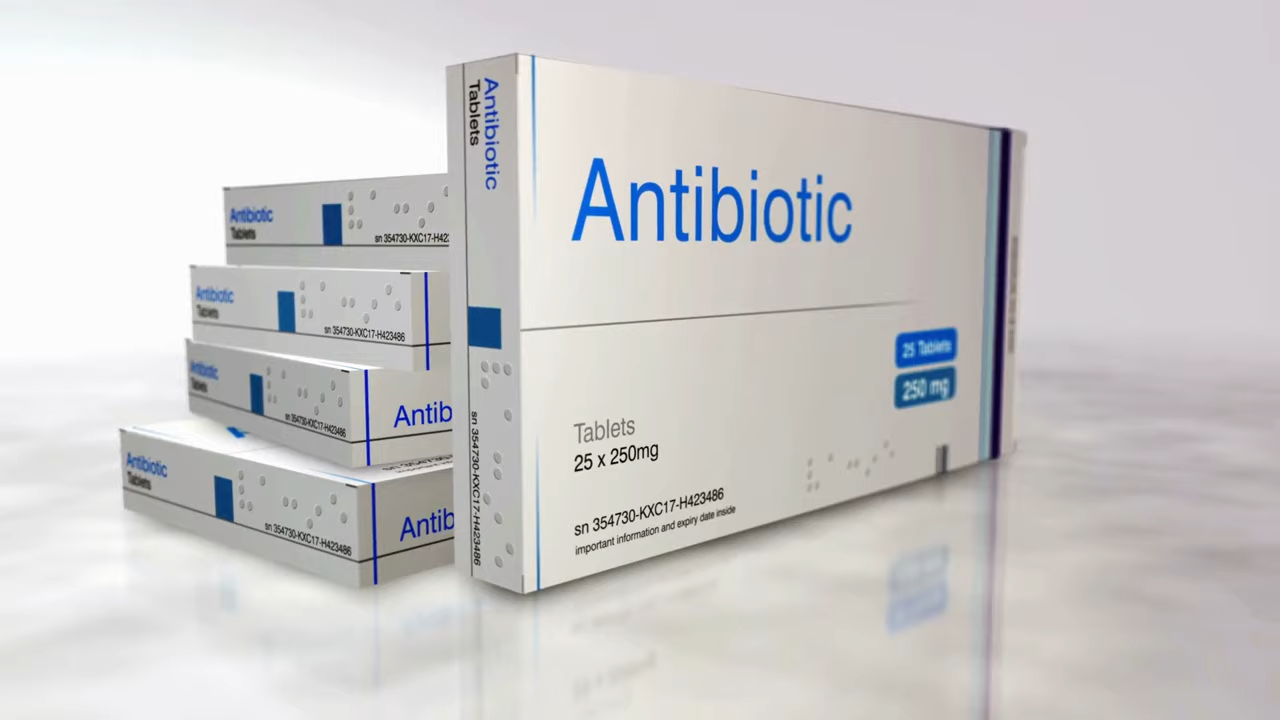 Antibiotic
Tablets
Antibiotic
25 Tablets
250 mg
Tablets
25 x 250mg
sn 354730-KXC17-H423486
important information and expiry date inside
sn 354730-KXC17-H423486
Antibiotic
Tablets
sn 354730-KXC17-H42
Antibiotic
Tablets
sn 354730-KXC17-H423486
Antibiotic
Tablets
sn 354730-KXC17-H423486
Antib
Antibiotic
Tablets
sn 354730-KXC17-H423486
Antib